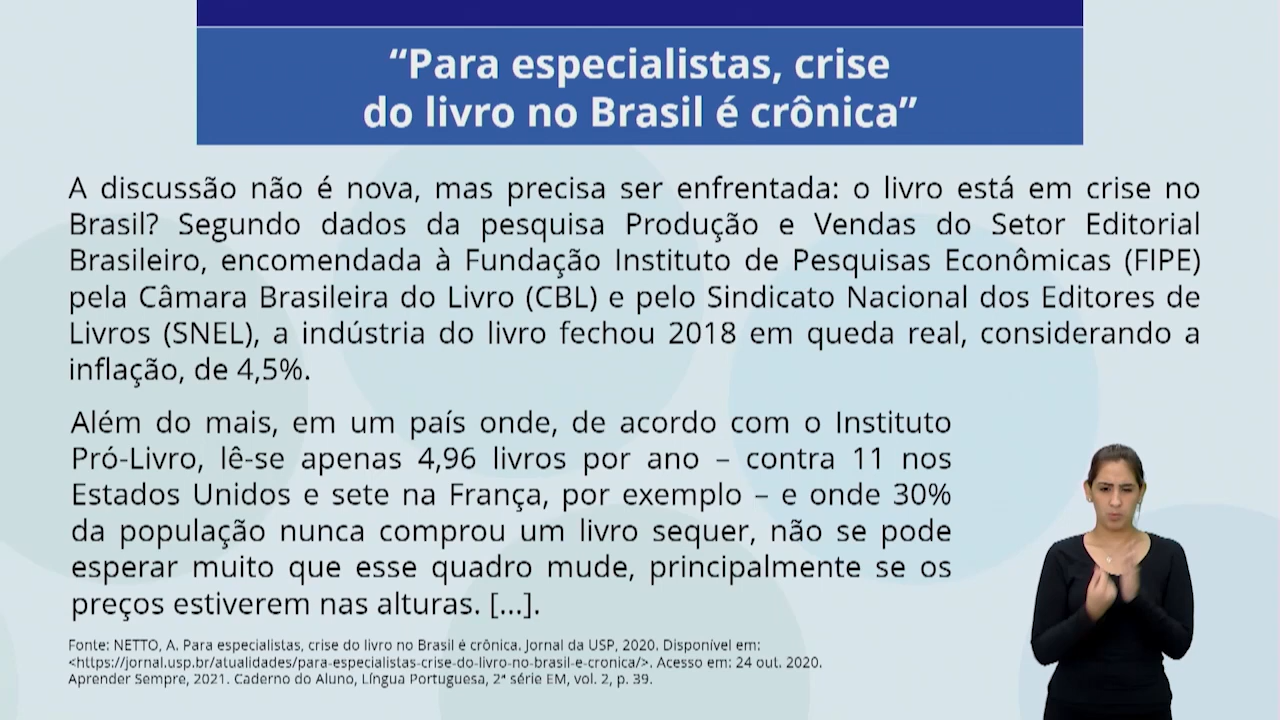 “Para especialistas, crise
do livro no Brasil é crônica”
A discussão não é nova, mas precisa ser enfrentada: o livro está em crise no
Brasil? Segundo dados da pesquisa Produção e Vendas do Setor Editorial
Brasileiro, encomendada à Fundação Instituto de Pesquisas Econômicas (FIPE)
pela Câmara Brasileira do Livro (CBL) e pelo Sindicato Nacional dos Editores de
Livros (SNEL), a indústria do livro fechou 2018 em queda real, considerando a
inflação, de 4,5%.
Além do mais, em um país onde, de acordo com o Instituto
Pró-Livro, lê-se apenas 4,96 livros por ano – contra 11 nos
Estados Unidos e sete na França, por exemplo – e onde 30%
da população nunca comprou um livro sequer, não se pode
esperar muito que esse quadro mude, principalmente se os
preços estiverem nas alturas. [...].
Fonte: NETTO, A. Para especialistas, crise do livro no Brasil é crônica. Jornal da USP, 2020. Disponível em:
<https://jornal.usp.br/atualidades/para-especialistas-crise-do-livro-no-brasil-e-cronica/>. Acesso em: 24 out. 2020.
Aprender Sempre, 2021. Caderno do Aluno, Língua Portuguesa, 2ª série EM, vol. 2, p. 39.